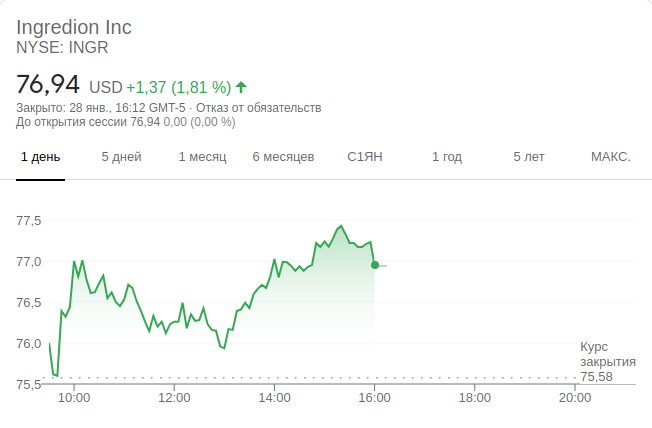 Ingredion Inc
NYSE: INGR
76,94 USD +1,37 (1,81 %)
Закрыто: 28 янв., 16:12 GMT-5 · Отказ от обязательств
До открытия сессии 76,94 0,00 (0,00 %)
1 день 5 дней 1 месяц 6 месяцев С1ЯН 1 год 5 лет МАКС.
77,5
77,0
76,5
76,0
Курс
закрытия
75,58
75,5
10:00 12:00 14:00 16:00 18:00 20:00